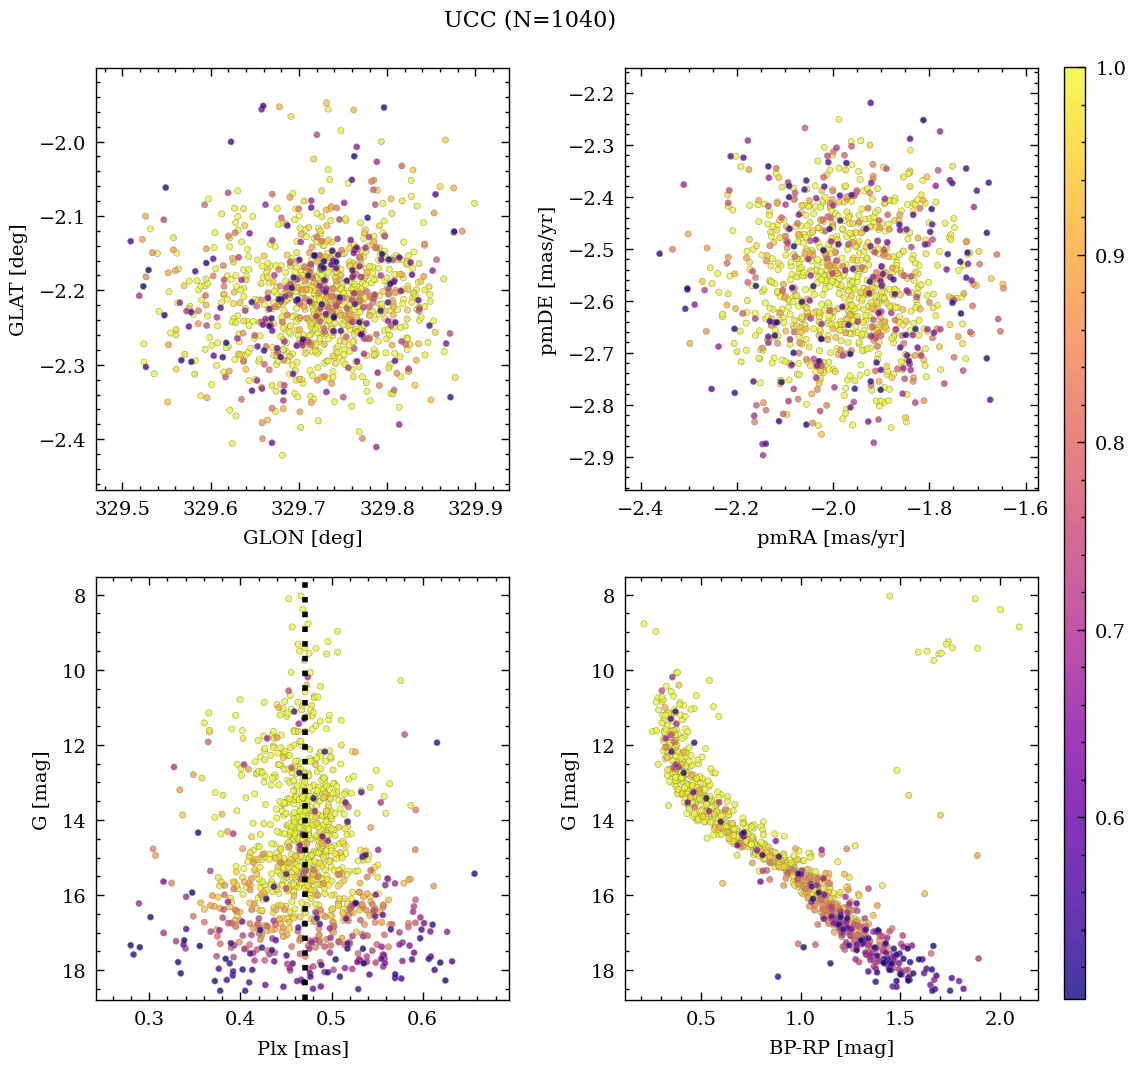 UCC (N=1040)
−2.0
−2.1
−2.2
−2.3
−2.4
GLAT [deg]
329.5 329.6 329.7 329.8 329.9
GLON [deg]
−2.2
−2.3
−2.4
−2.5
−2.6
−2.7
−2.8
−2.9
pmDE [mas/yr]
−2.4 −2.2 −2.0 −1.8 −1.6
pmRA [mas/yr]
8
10
12
14
16
18
G [mag]
0.3 0.4 0.5 0.6
Plx [mas]
8
10
12
14
16
18
G [mag]
0.5 1.0 1.5 2.0
BP-RP [mag]
1.0
0.9
0.8
0.7
0.6